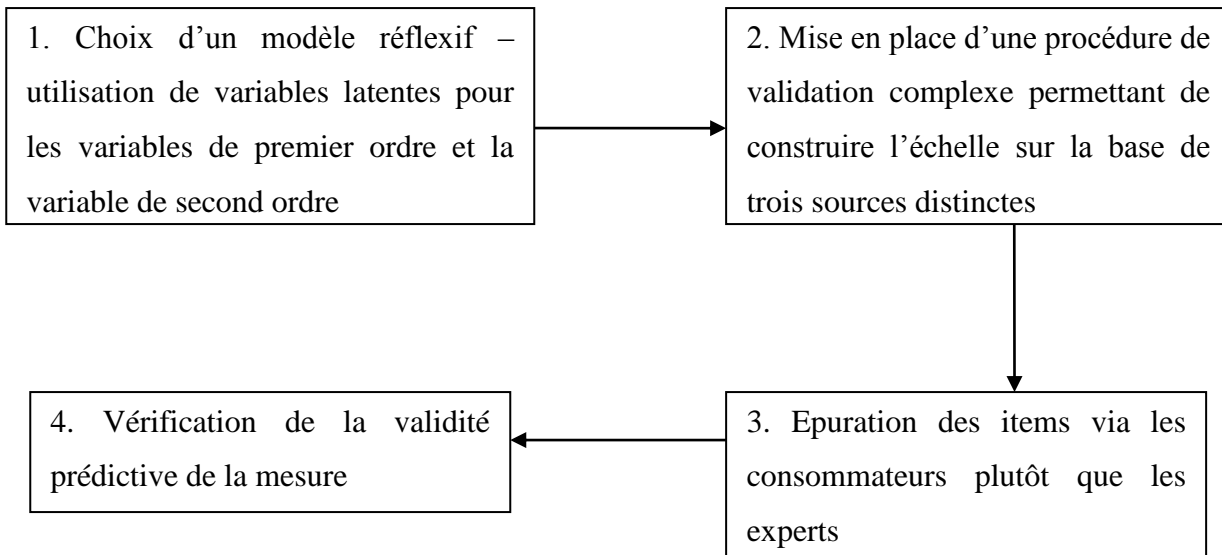 1. Choix d’un modèle réflexif –
utilisation de variables latentes pour
les variables de premier ordre et la
variable de second ordre
2. Mise en place d’une procédure de
validation complexe permettant de
construire l’échelle sur la base de
trois sources distinctes
3. Epuration des items via les
consommateurs plutôt que les
experts
4. Vérification de la validité
prédictive de la mesure